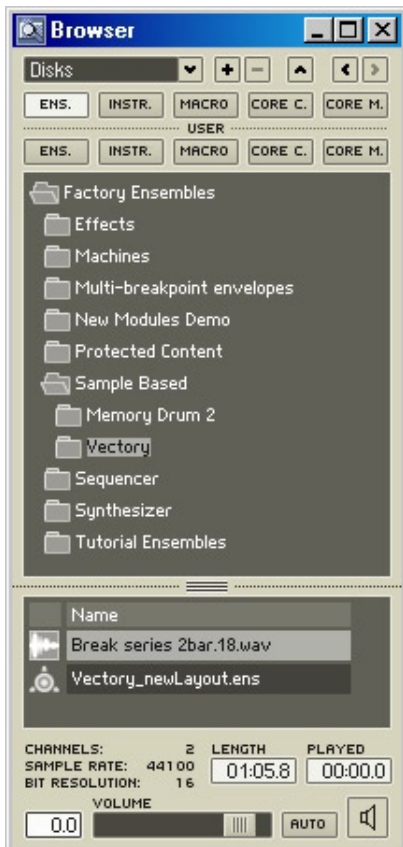 Browser
Disks
ENS. INSTR. MACRO CORE C. CORE M.
USER
ENS. INSTR. MACRO CORE C. CORE M.
Factory Ensembles
Effects
Machines
Multi-breakpoint envelopes
New Modules Demo
Protected Content
Sample Based
Memory Drum 2
Vectory
Sequencer
Synthesizer
Tutorial Ensembles
Name
Break series 2bar.18.wav
Vectory_newLayout.ens
CHANNELS: 2 LENGTH PLAYED
SAMPLE RATE: 44100 01:05.8 00:00.0
BIT RESOLUTION: 16
VOLUME
0.0 AUTO